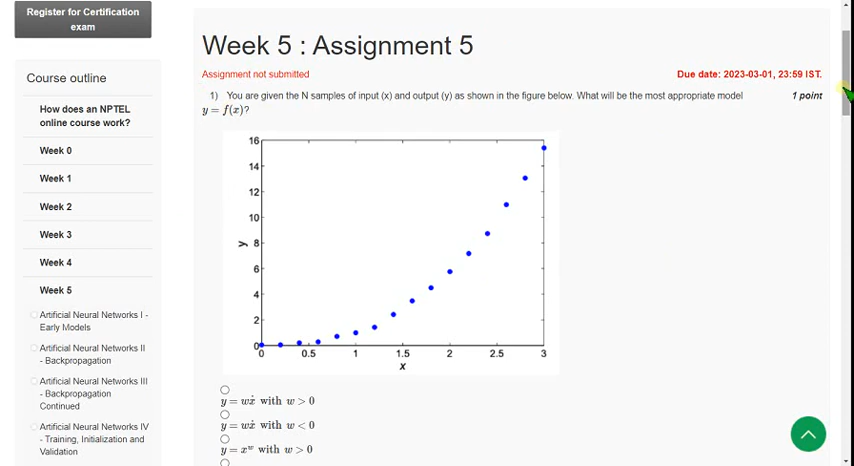 Register for Certification
exam
Course outline
How does an NPTEL
online course work?
Week 0
Week 1
Week 2
Week 3
Week 4
Week 5
Artificial Neural Networks I -
Early Models
Artificial Neural Networks II
- Backpropagation
Artificial Neural Networks III
- Backpropagation
Continued
Artificial Neural Networks IV
- Training, Initialization and
Validation
Week 5 : Assignment 5
Assignment not submitted
Due date: 2023-03-01, 23:59 IST.
1) You are given the N samples of input (x) and output (y) as shown in the figure below. What will be the most appropriate model
1 point
y = f(x)?
16
14
12
10
8
6
4
2
0
y
0 0.5 1 1.5 2 2.5 3
x
y = wẋ with w > 0
y = wẋ with w < 0
y = xʷ with w > 0